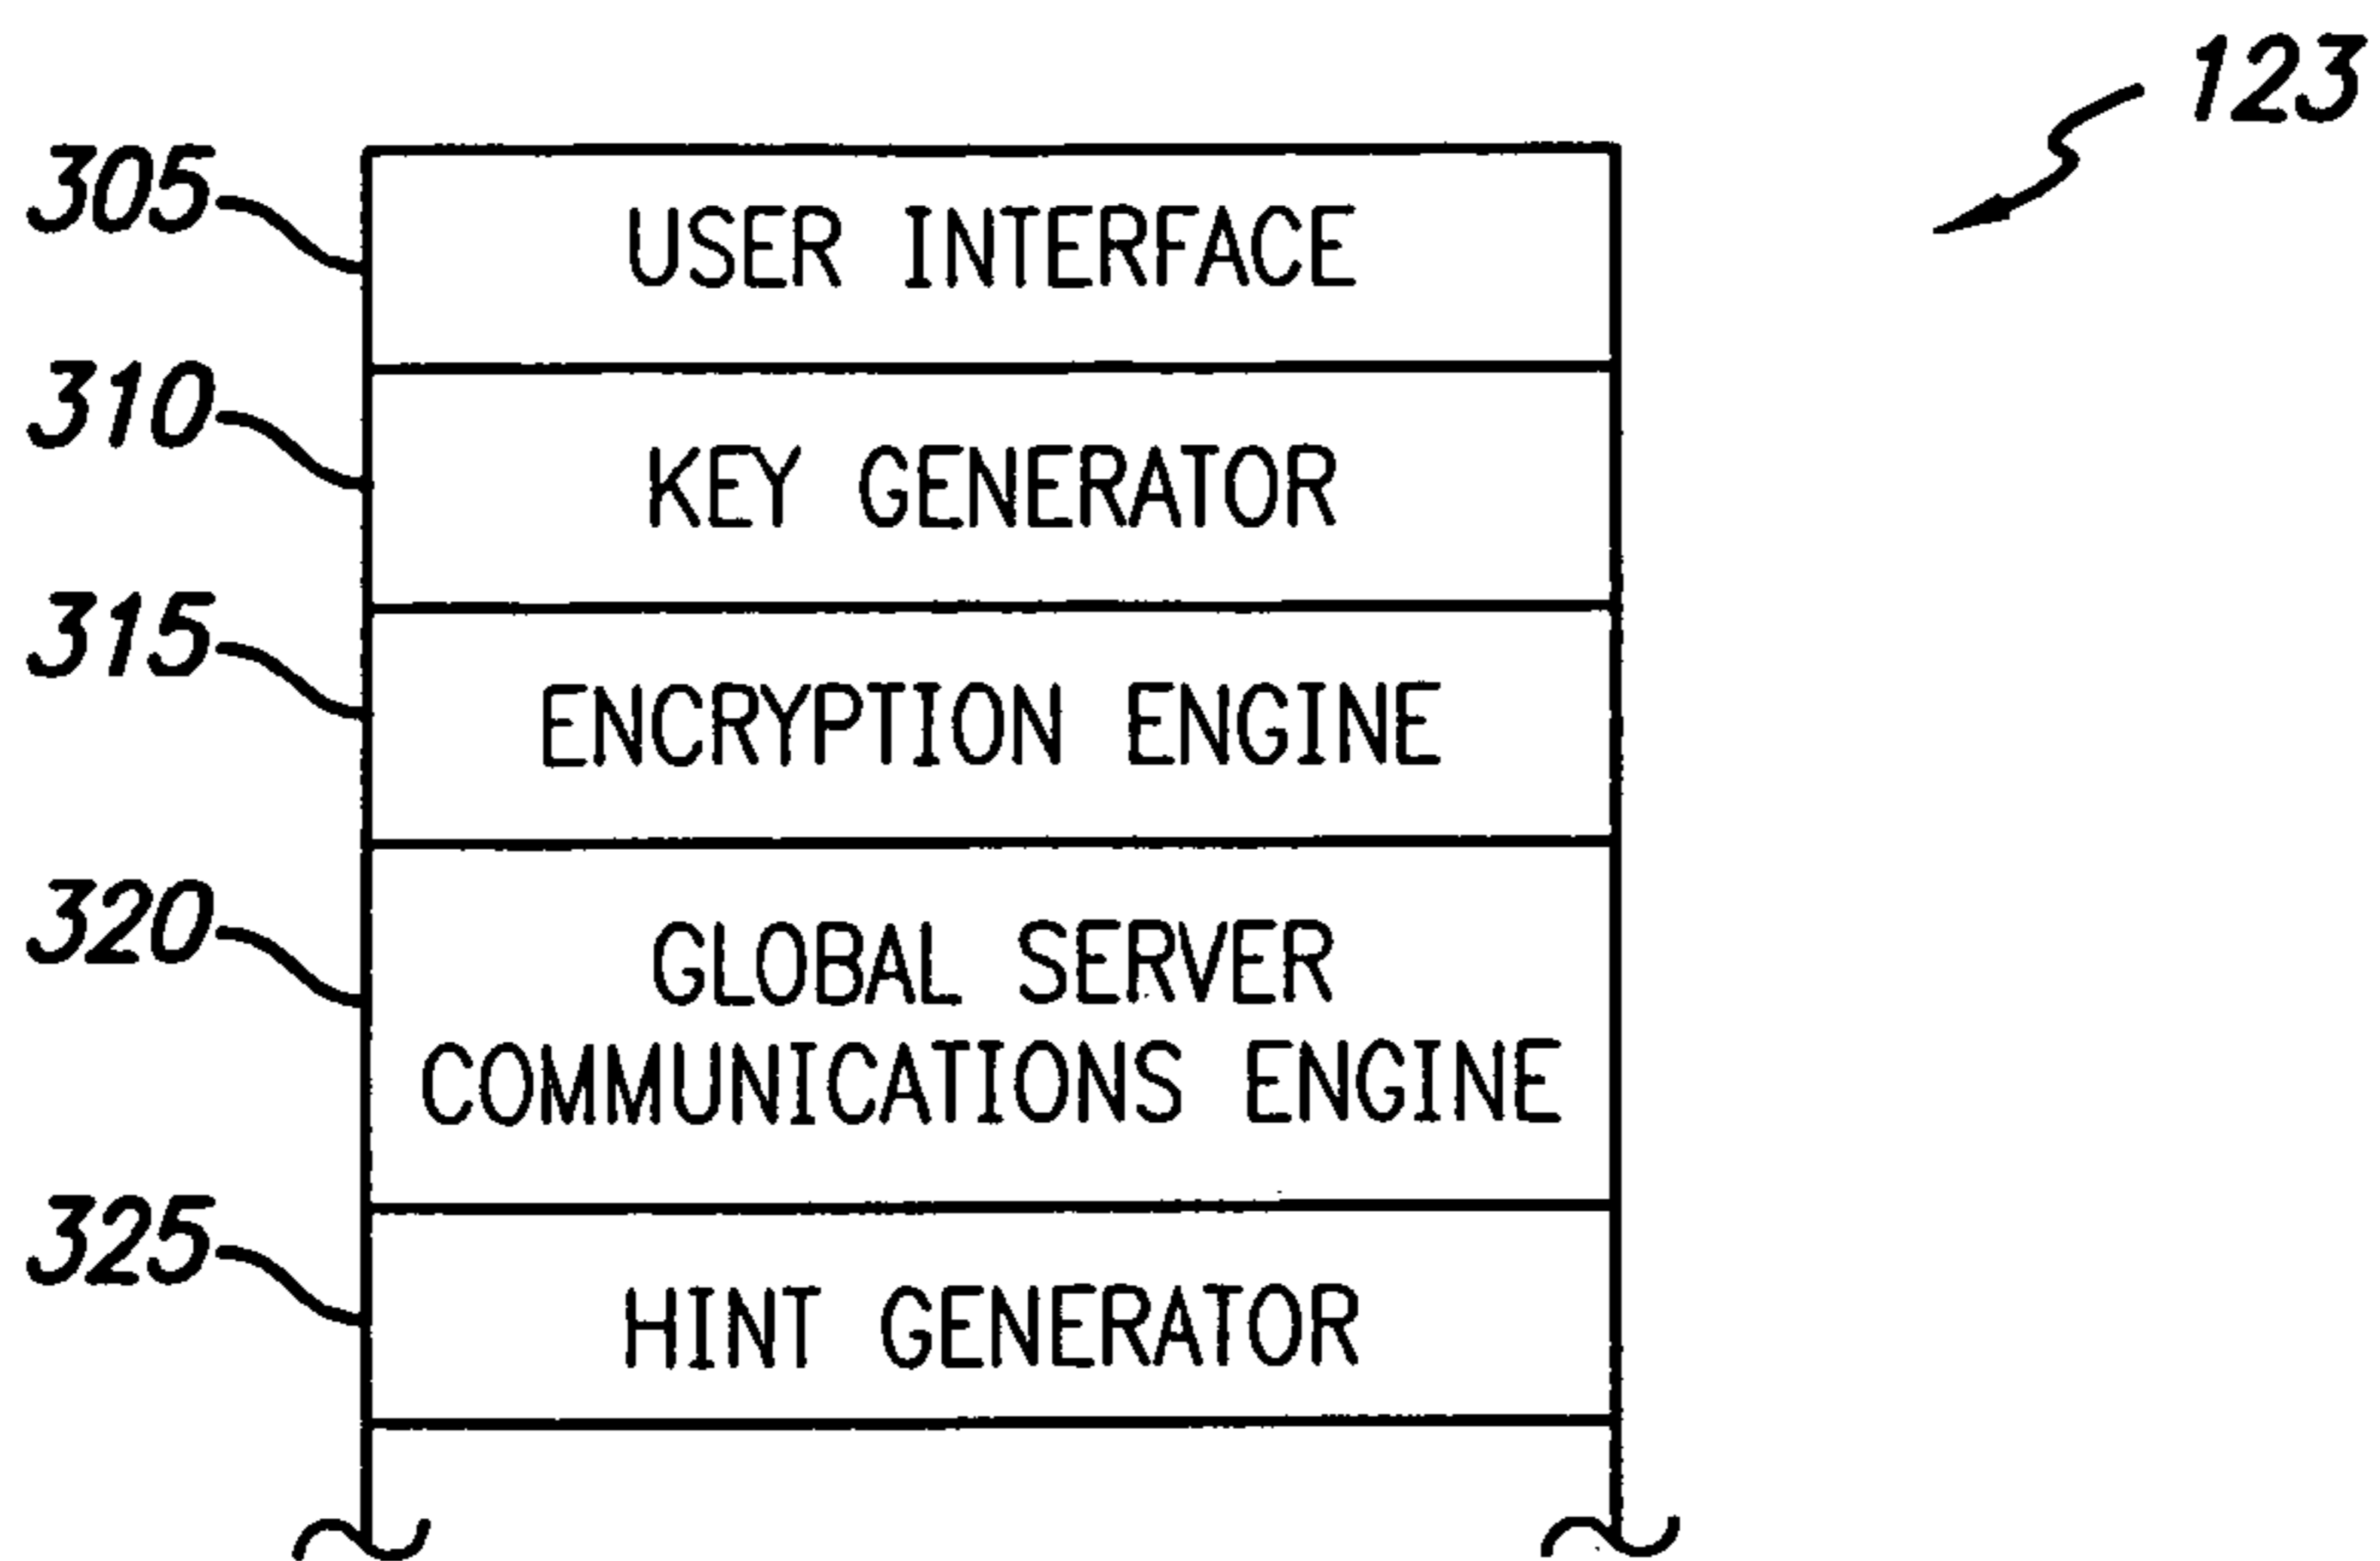 123
305 USER INTERFACE
310 KEY GENERATOR
315 ENCRYPTION ENGINE
320 GLOBAL SERVER
COMMUNICATIONS ENGINE
325 HINT GENERATOR